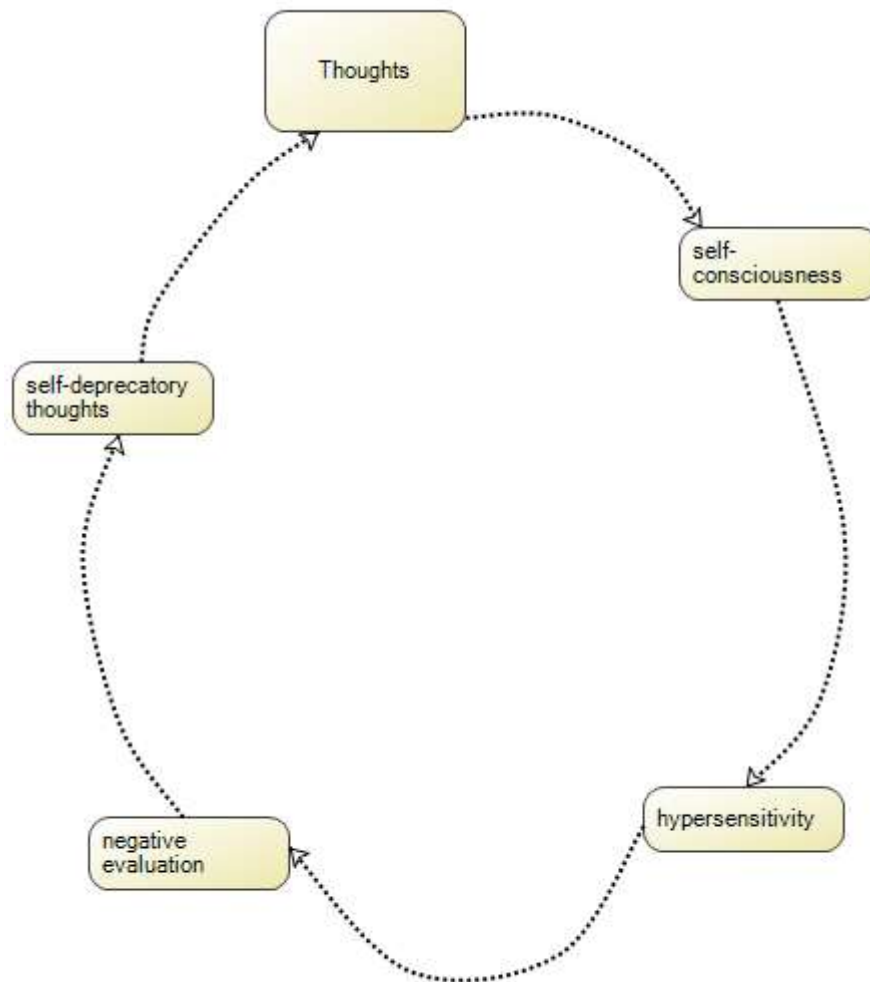 Thoughts
self-
consciousness
hypersensitivity
negative
evaluation
self-deprecatory
thoughts